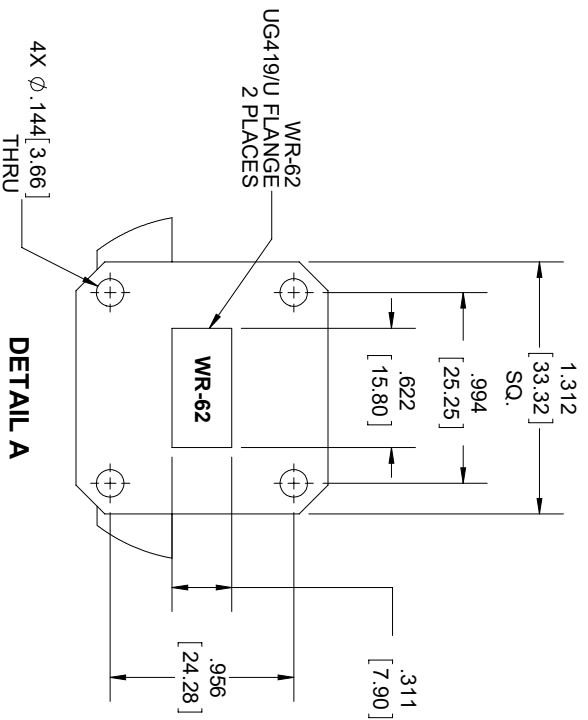 1.312
[33.32]
SQ.
.994
[25.25]
.622
[15.80]
.311
[7.90]
.956
[24.28]
WR-62
UG419/U FLANGE
2 PLACES
WR-62
4X Ø.144[3.66]
THRU
DETAIL A